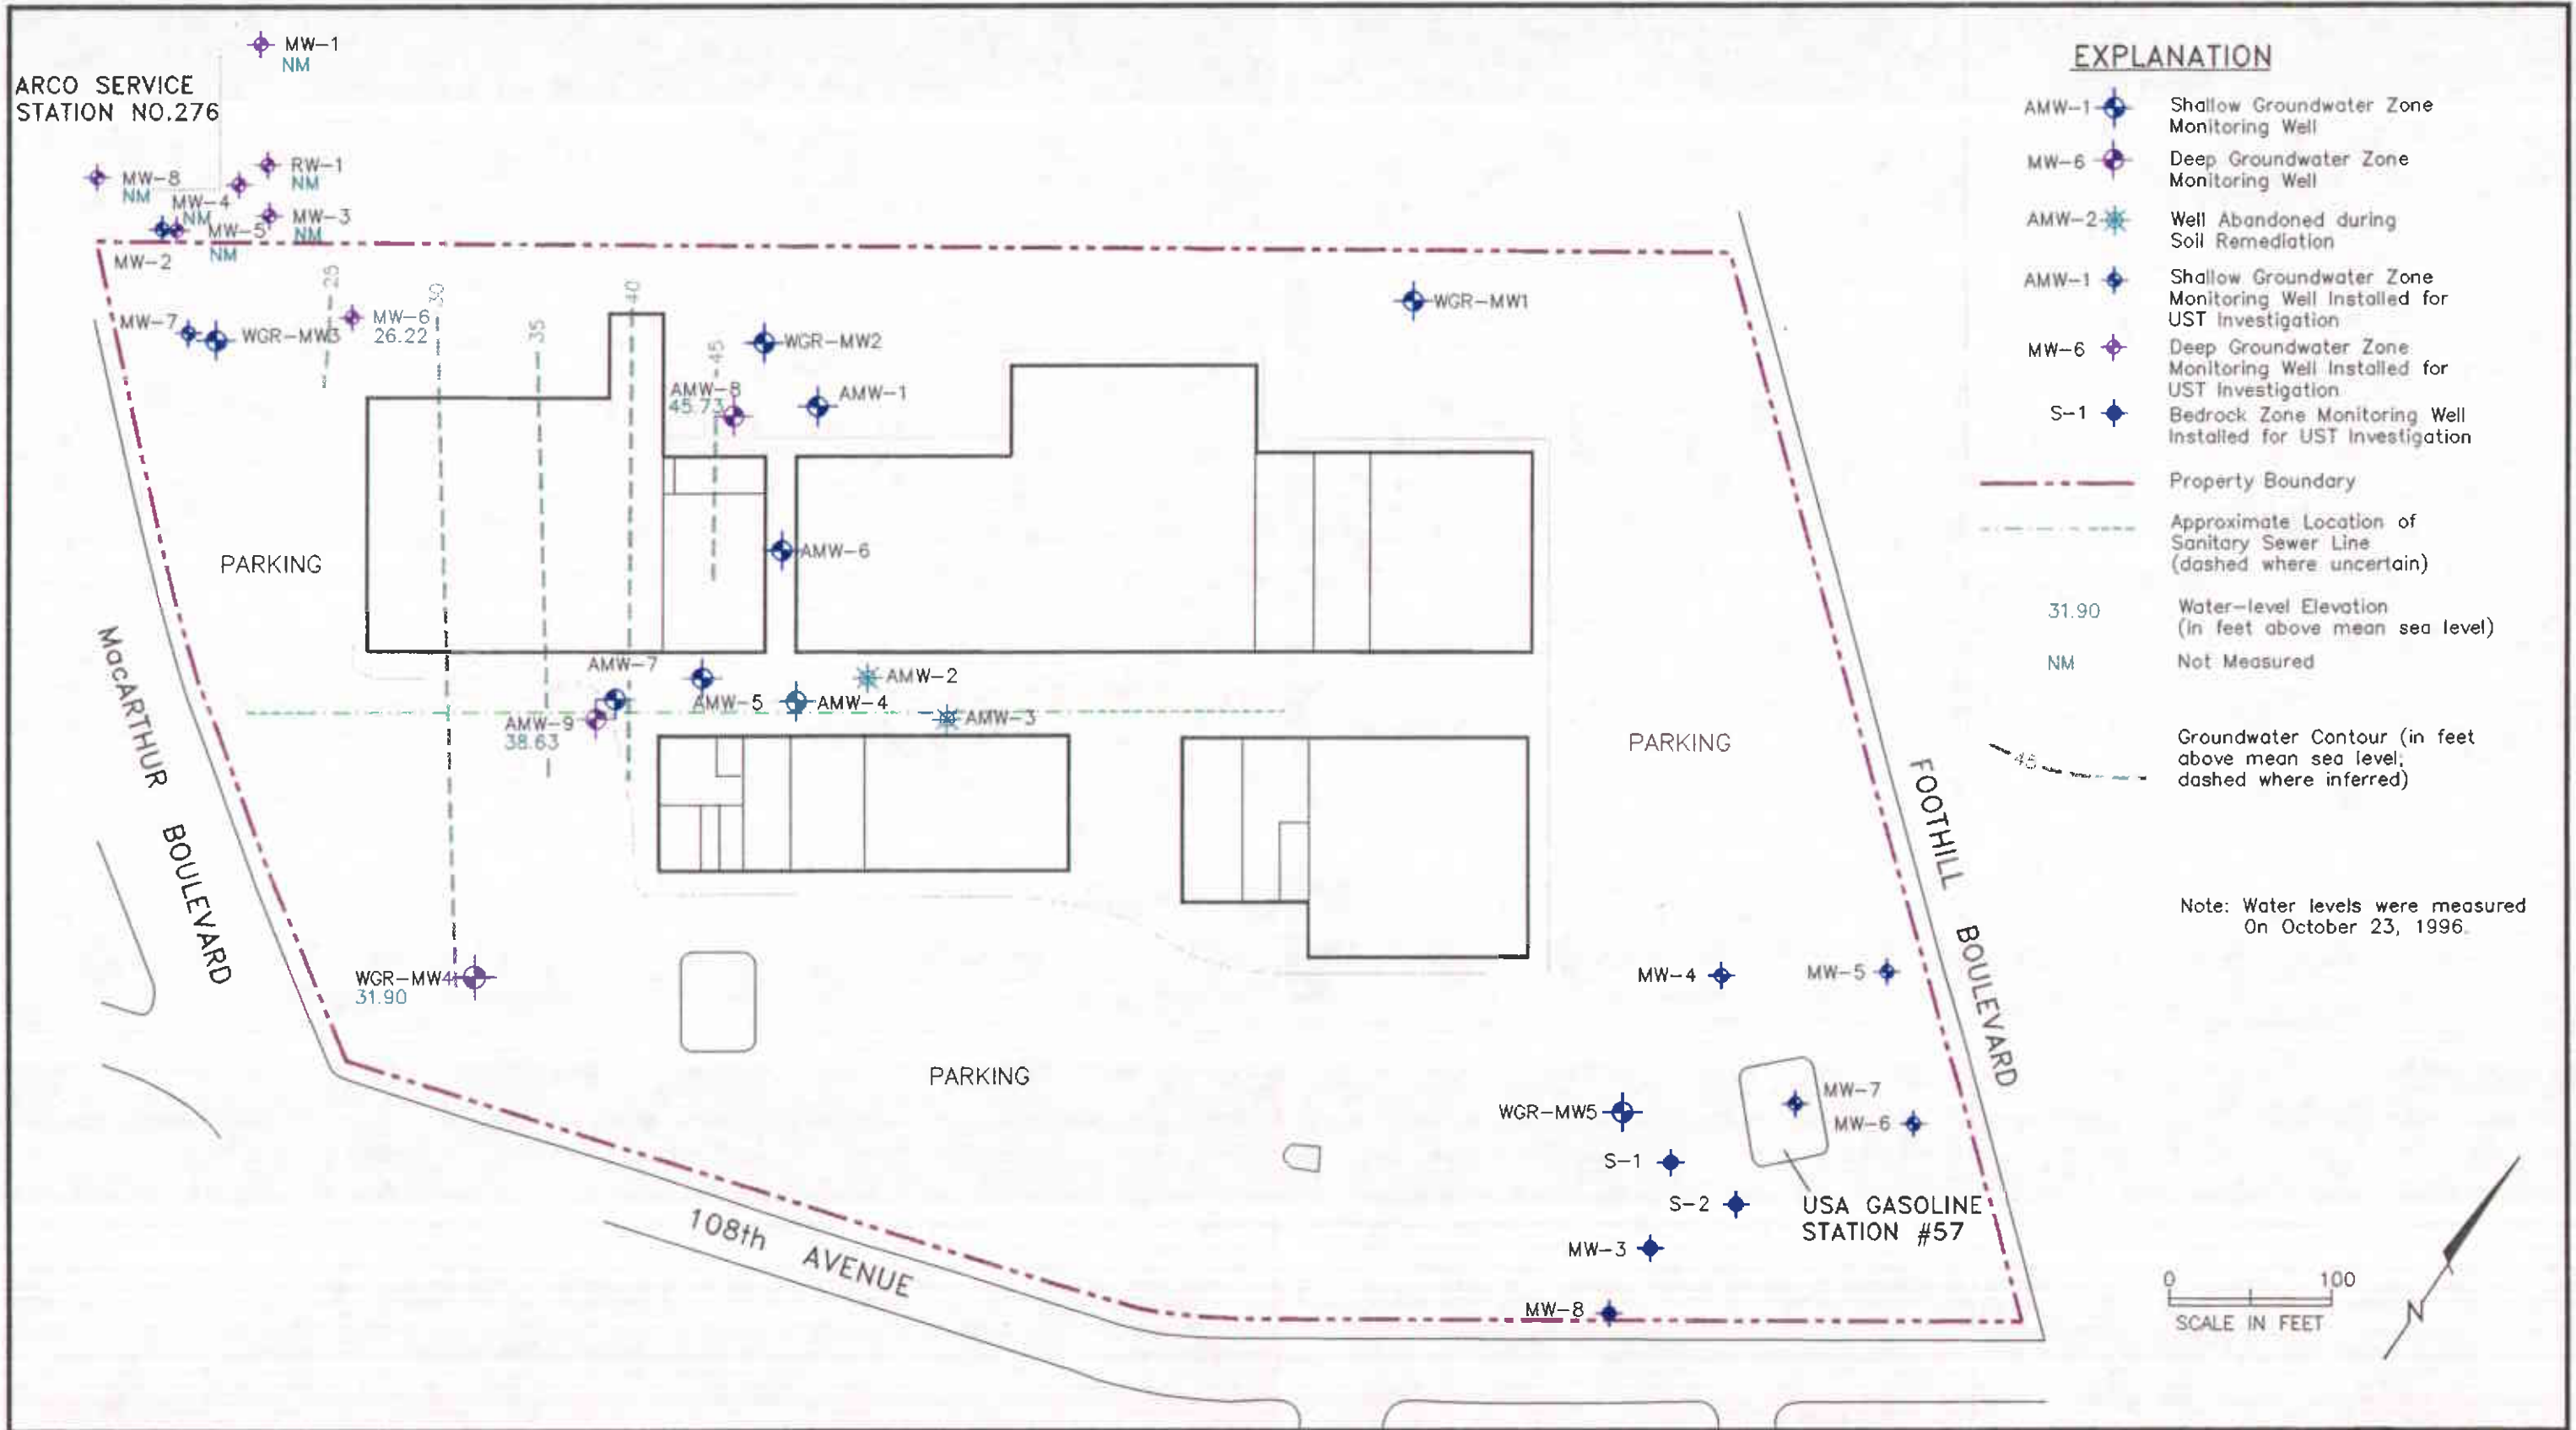 MW-1
NM
ARCO SERVICE
STATION NO.276
MW-8
NM
RW-1
NM
MW-4
NM
MW-3
NM
MW-5
NM
MW-2
MW-7
WGR-MW3
25
MW-6
26.22
30
35
40
45
WGR-MW2
WGR-MW1
AMW-8
45.73
AMW-1
AMW-6
PARKING
MacARTHUR BOULEVARD
AMW-7
AMW-5
AMW-4
AMW-2
AMW-3
AMW-9
38.63
PARKING
FOOTHILL BOULEVARD
WGR-MW4
31.90
PARKING
MW-4
MW-5
WGR-MW5
MW-7
MW-6
S-1
S-2
USA GASOLINE
STATION #57
MW-3
MW-8
108th AVENUE
EXPLANATION
AMW-1 Shallow Groundwater Zone
Monitoring Well
MW-6 Deep Groundwater Zone
Monitoring Well
AMW-2 Well Abandoned during
Soil Remediation
AMW-1 Shallow Groundwater Zone
Monitoring Well Installed for
UST Investigation
MW-6 Deep Groundwater Zone
Monitoring Well Installed for
UST Investigation
S-1 Bedrock Zone Monitoring Well
Installed for UST Investigation
Property Boundary
Approximate Location of
Sanitary Sewer Line
(dashed where uncertain)
31.90 Water-level Elevation
(in feet above mean sea level)
NM Not Measured
45 Groundwater Contour (in feet
above mean sea level;
dashed where inferred)
Note: Water levels were measured
On October 23, 1996.
0 100
SCALE IN FEET
N